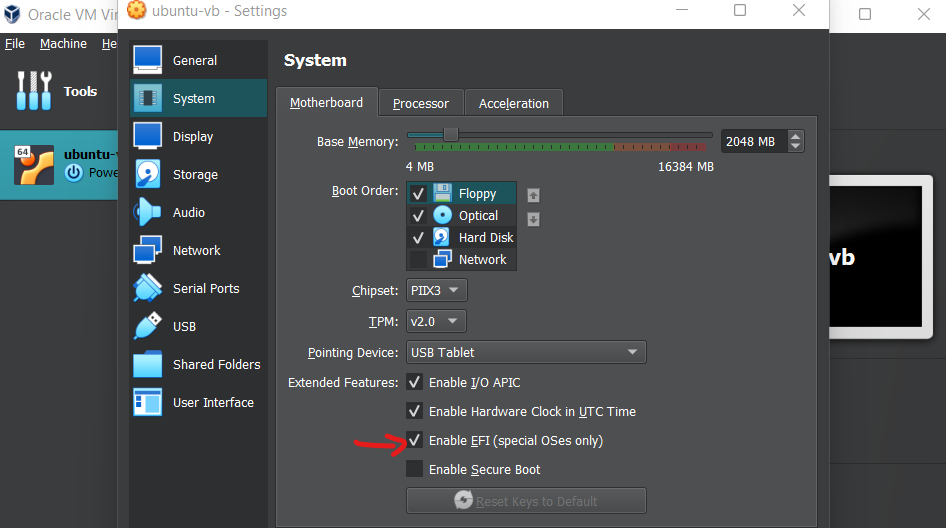 Oracle VM Vir
ubuntu-vb - Settings
File Machine He
Tools
64
ubuntu-v
Powe
General
System
Display
Storage
Audio
Network
Serial Ports
USB
Shared Folders
User Interface
System
Motherboard Processor Acceleration
Base Memory: 2048 MB
4 MB 16384 MB
Boot Order: Floppy
Optical
Hard Disk
Network
Chipset: PIIX3
TPM: v2.0
Pointing Device: USB Tablet
Extended Features: Enable I/O APIC
Enable Hardware Clock in UTC Time
Enable EFI (special OSes only)
Enable Secure Boot
Reset Keys to Default
vb